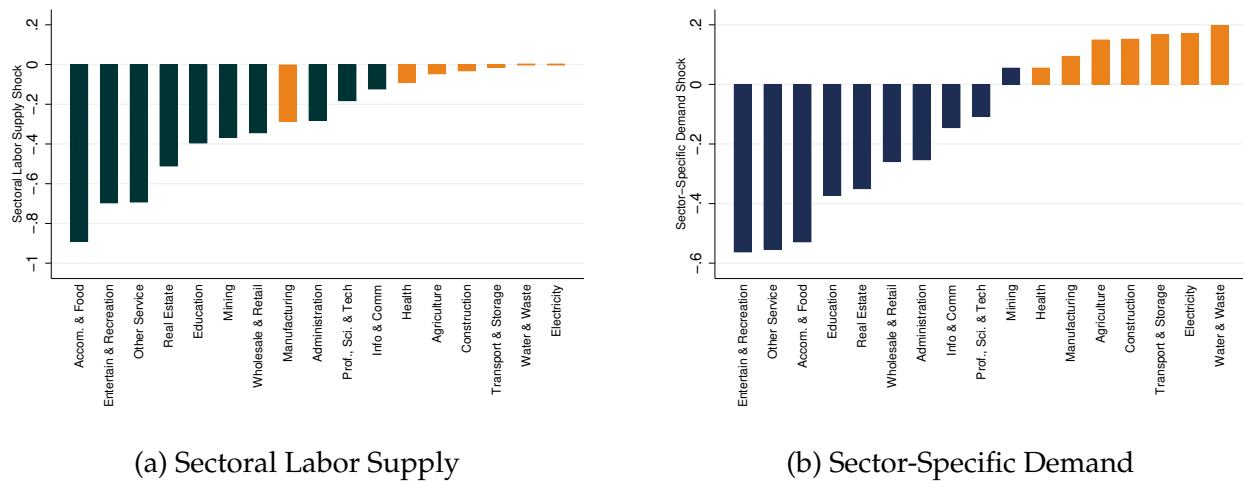 Sectoral Labor Supply Shock
.2
0
-.2
-.4
-.6
-.8
-1
Accom. & Food
Entertain & Recreation
Other Service
Real Estate
Education
Mining
Wholesale & Retail
Manufacturing
Administration
Prof., Sci. & Tech
Info & Comm
Health
Agriculture
Construction
Transport & Storage
Water & Waste
Electricity
(a) Sectoral Labor Supply
Sector-Specific Demand Shock
.2
0
-.2
-.4
-.6
Entertain & Recreation
Other Service
Accom. & Food
Education
Real Estate
Wholesale & Retail
Administration
Info & Comm
Prof., Sci. & Tech
Mining
Health
Manufacturing
Agriculture
Construction
Transport & Storage
Electricity
Water & Waste
(b) Sector-Specific Demand